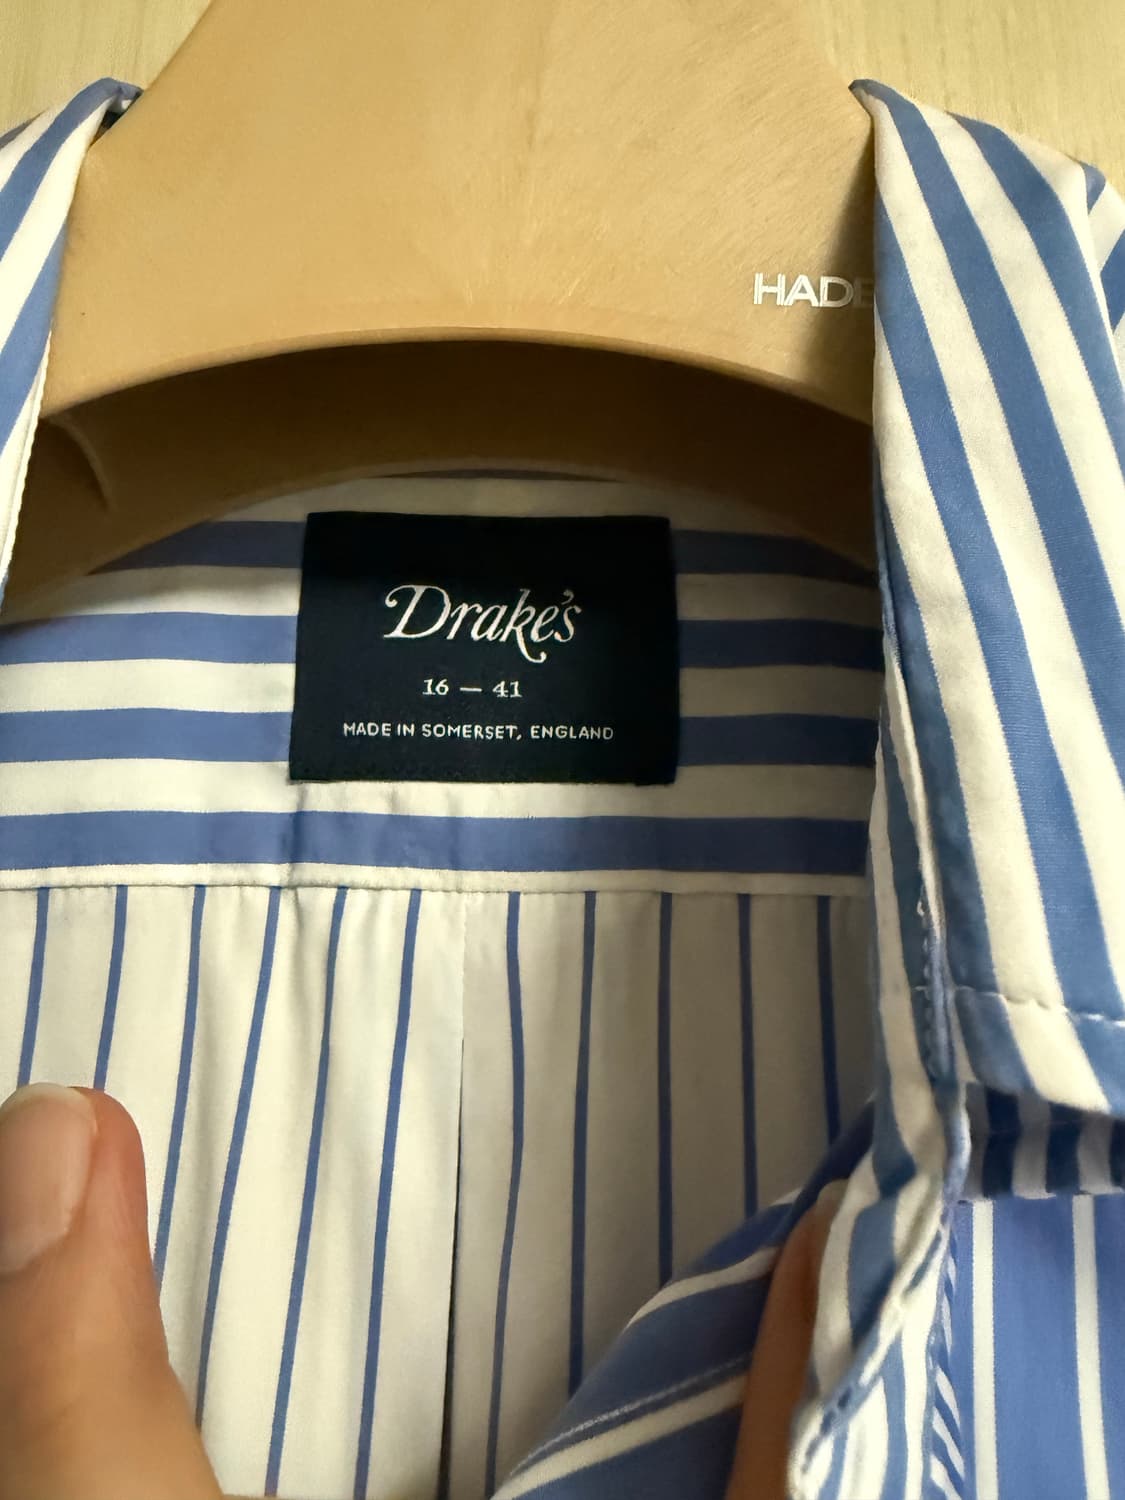 HADE
Drake's
16 — 41
MADE IN SOMERSET, ENGLAND